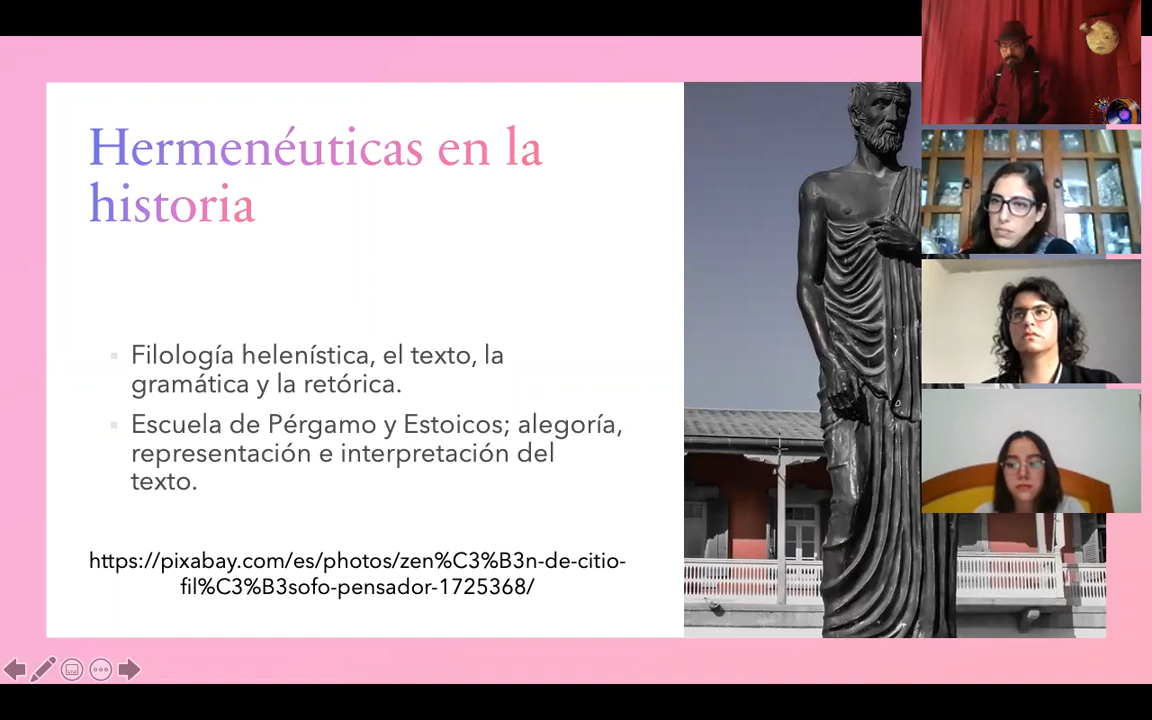 Hermenéuticas en la
historia
Filología helenística, el texto, la
gramática y la retórica.
Escuela de Pérgamo y Estoicos; alegoría,
representación e interpretación del
texto.
https://pixabay.com/es/photos/zen%C3%B3n-de-citio-
fil%C3%B3sofo-pensador-1725368/